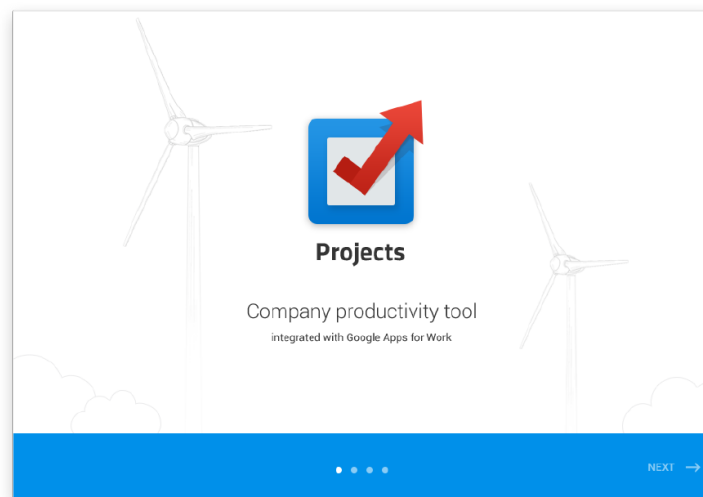 Projects
Company productivity tool
integrated with Google Apps for Work
NEXT